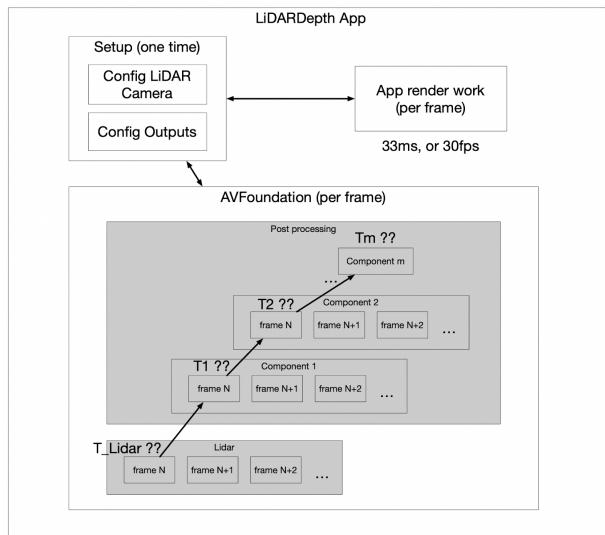 LiDARDepth App
Setup (one time)
Config LiDAR
Camera
Config Outputs
App render work
(per frame)
33ms, or 30fps
AVFoundation (per frame)
Post processing
Tm ??
Component m
...
T2 ??
Component 2
frame N
frame N+1
frame N+2
...
T1 ??
Component 1
frame N
frame N+1
frame N+2
...
T_Lidar ??
Lidar
frame N
frame N+1
frame N+2
...